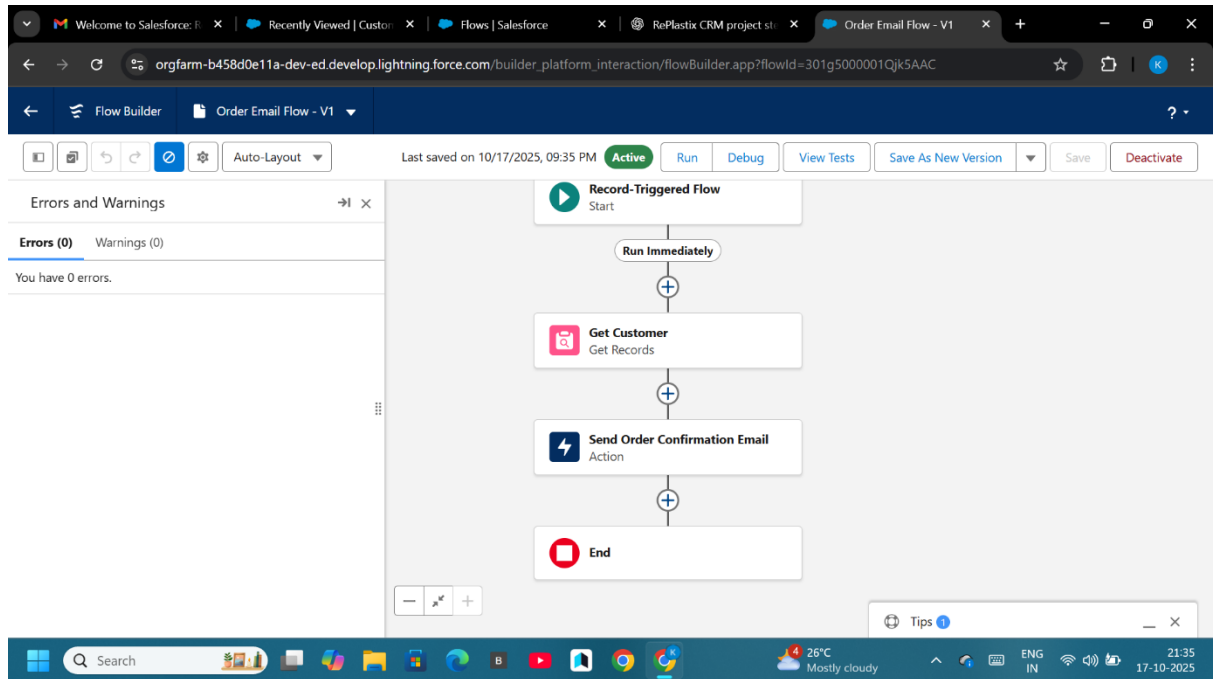 Welcome to Salesforce: R
Recently Viewed | Custon
Flows | Salesforce
RePlastix CRM project sto
Order Email Flow - V1
orgfarm-b458d0e11a-dev-ed.develop.lightning.force.com/builder_platform_interaction/flowBuilder.app?flowId=301g5000001Qjk5AAC
K
Flow Builder
Order Email Flow - V1
?
Auto-Layout
Last saved on 10/17/2025, 09:35 PM
Active
Run
Debug
View Tests
Save As New Version
Save
Deactivate
Errors and Warnings
Errors (0)
Warnings (0)
You have 0 errors.
Record-Triggered Flow
Start
Run Immediately
Get Customer
Get Records
Send Order Confirmation Email
Action
End
Tips 1
Search
B
K
4
26°C
Mostly cloudy
ENG
IN
21:35
17-10-2025